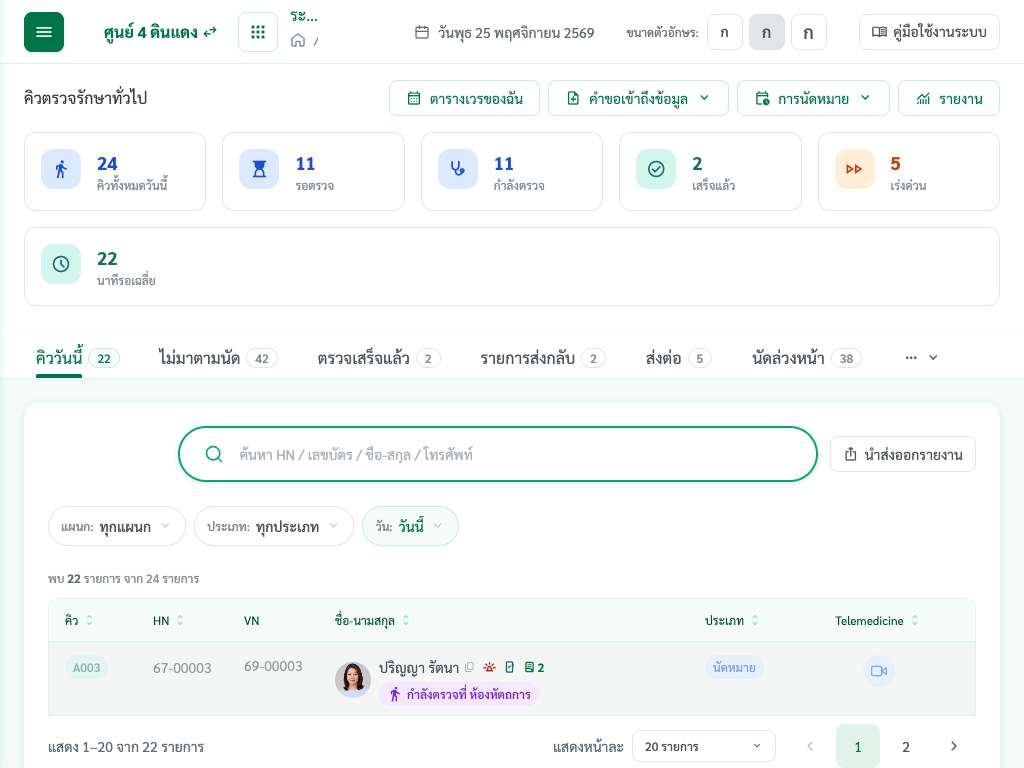 ศูนย์ 4 ดินแดง
ระ...
/
วันพุธ 25 พฤศจิกายน 2569
ขนาดตัวอักษร: ก ก ก
คู่มือใช้งานระบบ
คิวตรวจรักษาทั่วไป
ตารางเวรของฉัน
คำขอเข้าถึงข้อมูล
การนัดหมาย
รายงาน
24
คิวทั้งหมดวันนี้
11
รอตรวจ
11
กำลังตรวจ
2
เสร็จแล้ว
5
เร่งด่วน
22
นาทีรอเฉลี่ย
คิววันนี้ 22
ไม่มาตามนัด 42
ตรวจเสร็จแล้ว 2
รายการส่งกลับ 2
ส่งต่อ 5
นัดล่วงหน้า 38
ค้นหา HN / เลขบัตร / ชื่อ-สกุล / โทรศัพท์
นำส่งออกรายงาน
แผนก: ทุกแผนก
ประเภท: ทุกประเภท
วัน: วันนี้
พบ 22 รายการ จาก 24 รายการ
คิว HN VN ชื่อ-นามสกุล ประเภท Telemedicine
A003 67-00003 69-00003 ปริญญา รัตนา 2 นัดหมาย
กำลังตรวจที่ ห้องหัตถการ
แสดง 1–20 จาก 22 รายการ
แสดงหน้าละ 20 รายการ 1 2